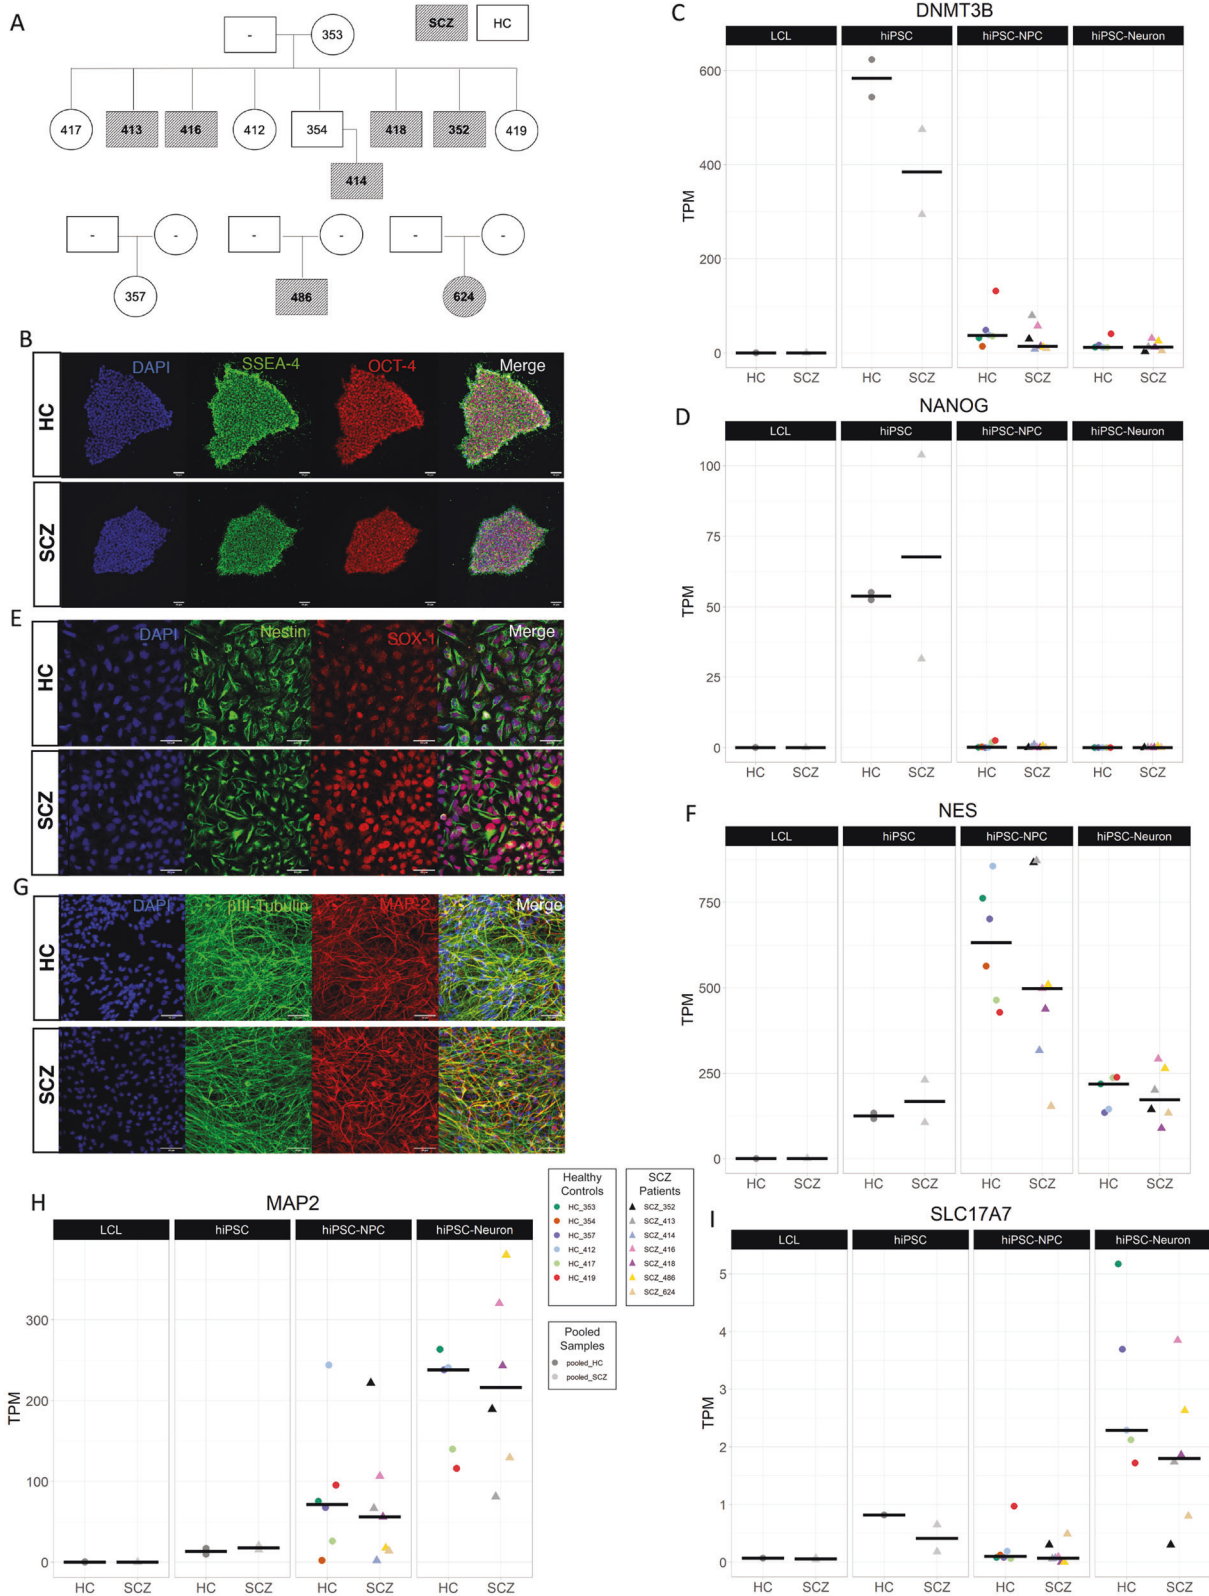 A
SCZ
HC
-
353
417
413
416
412
354
418
352
419
414
-
-
-
-
-
-
357
486
624
B
HC
DAPI
SSEA-4
OCT-4
Merge
SCZ
E
HC
DAPI
Nestin
SOX-1
Merge
SCZ
G
HC
DAPI
βIII-Tubulin
MAP-2
Merge
SCZ
C
DNMT3B
LCL
hiPSC
hiPSC-NPC
hiPSC-Neuron
TPM
600
400
200
0
HC
SCZ
HC
SCZ
HC
SCZ
HC
SCZ
D
NANOG
LCL
hiPSC
hiPSC-NPC
hiPSC-Neuron
TPM
100
75
50
25
0
HC
SCZ
HC
SCZ
HC
SCZ
HC
SCZ
F
NES
LCL
hiPSC
hiPSC-NPC
hiPSC-Neuron
TPM
750
500
250
0
HC
SCZ
HC
SCZ
HC
SCZ
HC
SCZ
H
MAP2
LCL
hiPSC
hiPSC-NPC
hiPSC-Neuron
TPM
300
200
100
0
HC
SCZ
HC
SCZ
HC
SCZ
HC
SCZ
Healthy
Controls
HC_353
HC_354
HC_357
HC_412
HC_417
HC_419
SCZ
Patients
SCZ_352
SCZ_413
SCZ_414
SCZ_416
SCZ_418
SCZ_486
SCZ_624
Pooled
Samples
pooled_HC
pooled_SCZ
I
SLC17A7
LCL
hiPSC
hiPSC-NPC
hiPSC-Neuron
TPM
5
4
3
2
1
0
HC
SCZ
HC
SCZ
HC
SCZ
HC
SCZ